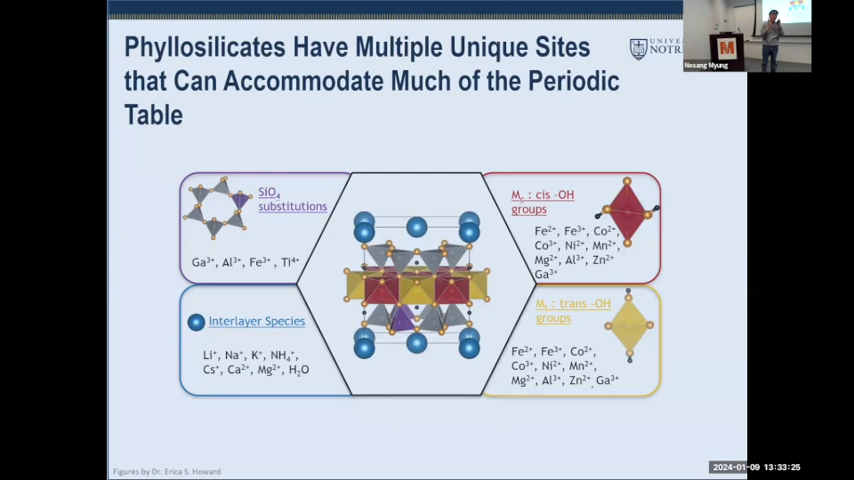 Phyllosilicates Have Multiple Unique Sites
that Can Accommodate Much of the Periodic
Table
Nosang Myung
M
SiO₄
substitutions
Ga³⁺, Al³⁺, Fe³⁺, Ti⁴⁺
Interlayer Species
Li⁺, Na⁺, K⁺, NH₄⁺,
Cs⁺, Ca²⁺, Mg²⁺, H₂O
M꜀ : cis -OH
groups
Fe²⁺, Fe³⁺, Co²⁺,
Co³⁺, Ni²⁺, Mn²⁺,
Mg²⁺, Al³⁺, Zn²⁺
Ga³⁺
Mₜ : trans -OH
groups
Fe²⁺, Fe³⁺, Co²⁺,
Co³⁺, Ni²⁺, Mn²⁺,
Mg²⁺, Al³⁺, Zn²⁺, Ga³⁺
Figures by Dr. Erica S. Howard
2024-01-09 13:33:25